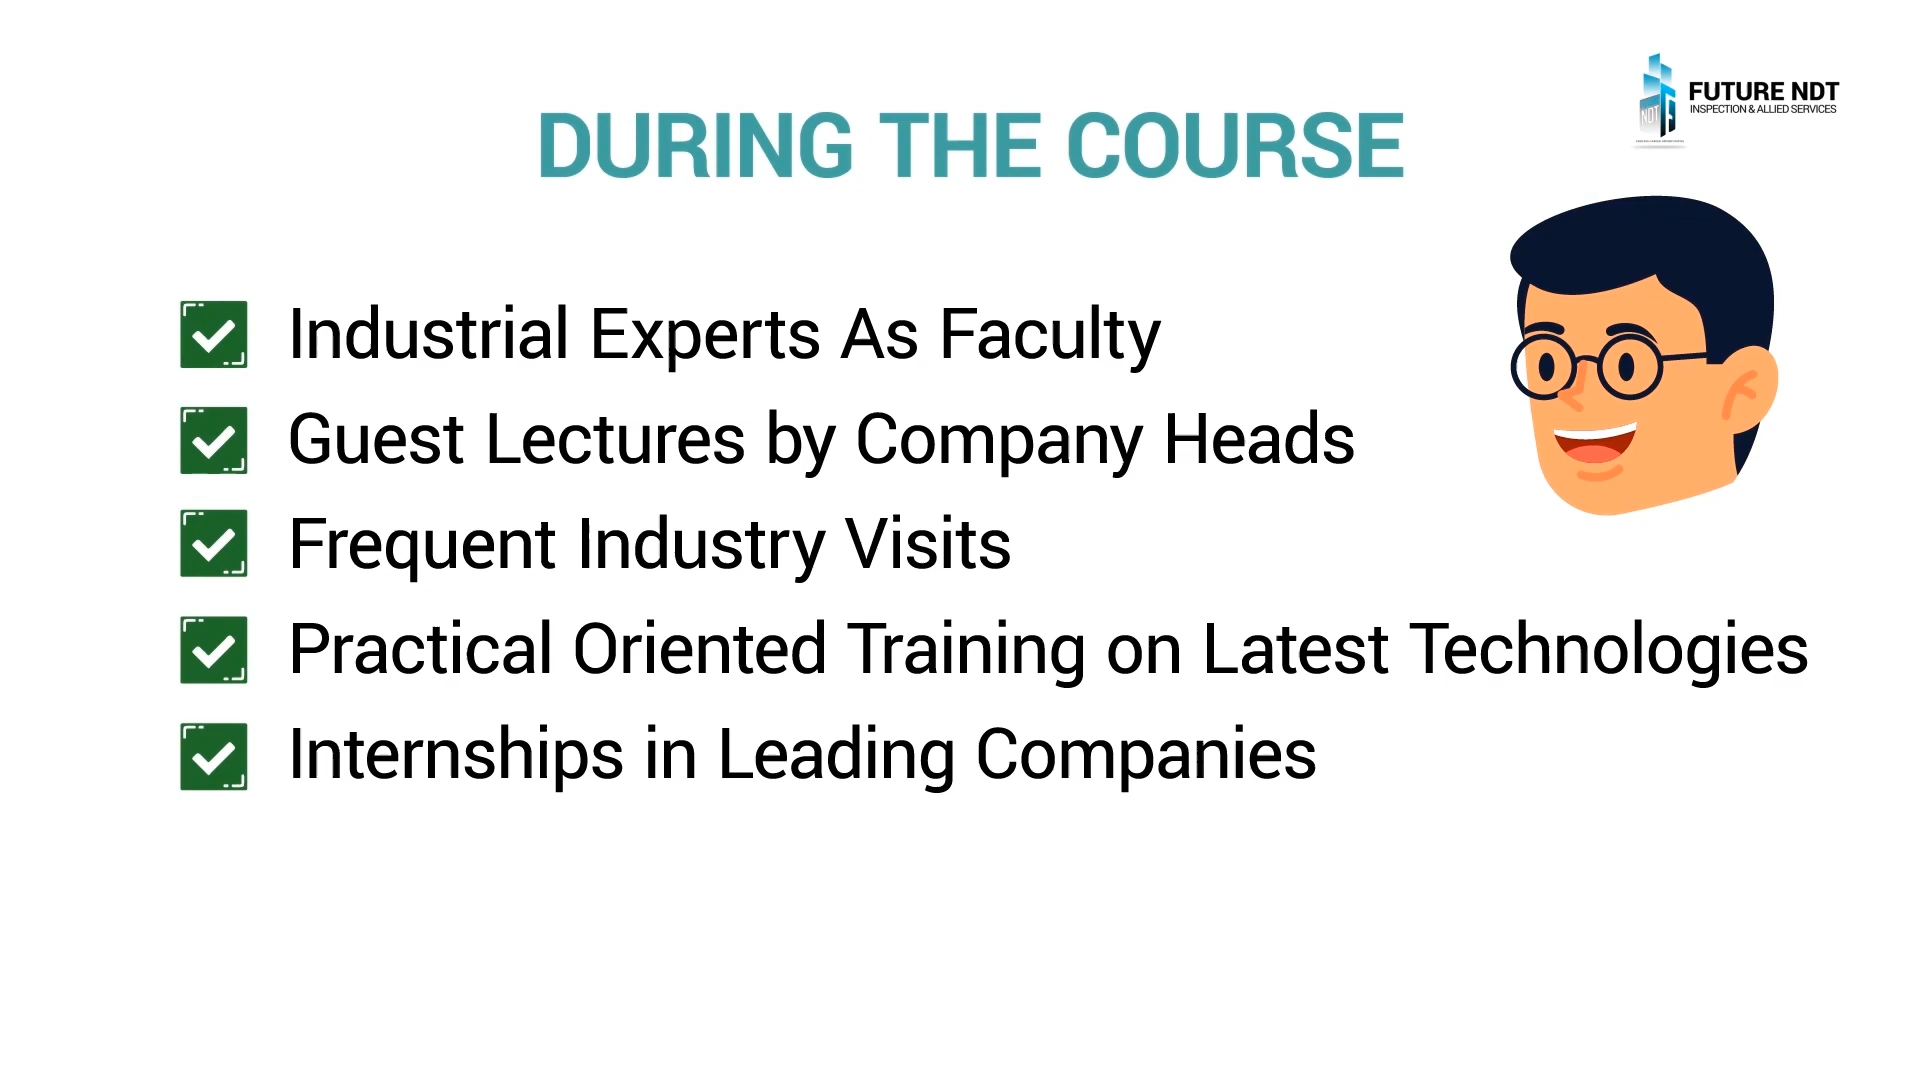 FUTURE NDT
INSPECTION & ALLIED SERVICES
NDT
DURING THE COURSE
Industrial Experts As Faculty
Guest Lectures by Company Heads
Frequent Industry Visits
Practical Oriented Training on Latest Technologies
Internships in Leading Companies